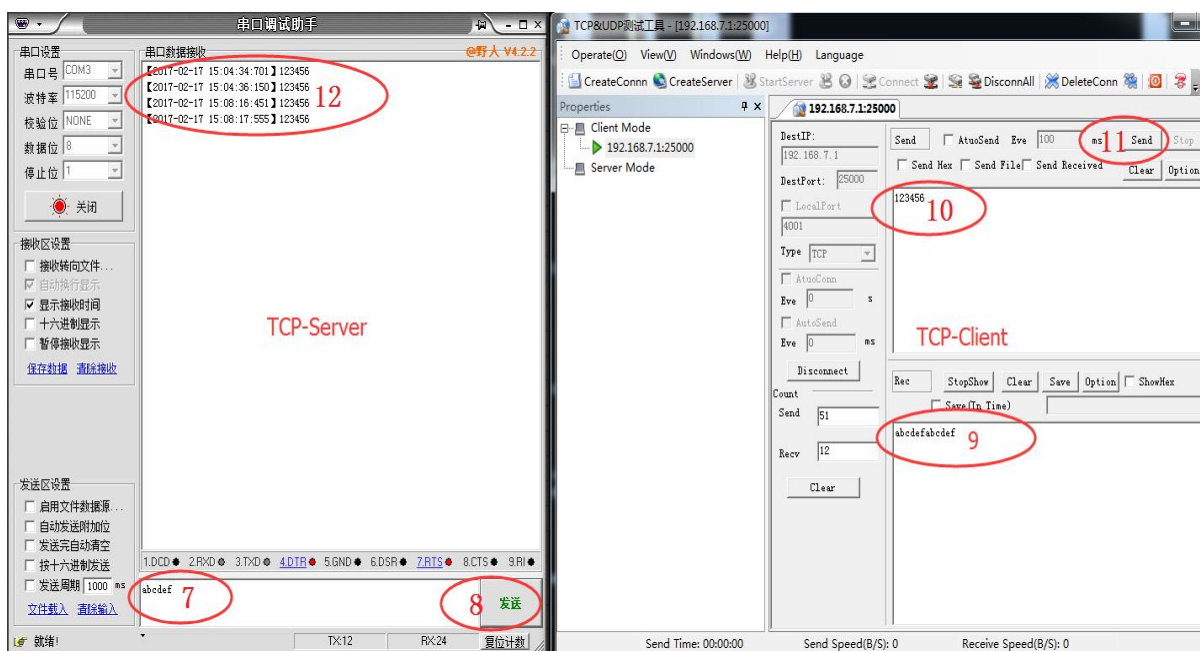 串口调试助手
串口设置
串口号 COM3
波特率 115200
校验位 NONE
数据位 8
停止位 1
关闭
接收区设置
接收转向文件...
自动换行显示
显示接收时间
十六进制显示
暂停接收显示
保存数据 清除接收
发送区设置
启用文件数据源...
自动发送附加位
发送完自动清空
按十六进制发送
发送周期 1000 ms
文件载入 清除输入
串口数据接收 @野人 V4.2.2
【2017-02-17 15:04:34:701】123456
【2017-02-17 15:04:36:150】123456
【2017-02-17 15:08:16:451】123456
【2017-02-17 15:08:17:555】123456
12
TCP-Server
1.DCD 2.RXD 3.TXD 4.DTR 5.GND 6.DSR 7.RTS 8.CTS 9.RI
abcdef 7
8 发送
就绪! TX:12 RX:24 复位计数
TCP&UDP测试工具 - [192.168.7.1:25000]
Operate(O) View(V) Windows(W) Help(H) Language
CreateConnn CreateServer StartServer Connect DisconnAll DeleteConn
Properties
Client Mode
192.168.7.1:25000
Server Mode
192.168.7.1:25000
DestIP:
192.168.7.1
DestPort: 25000
LocalPort
4001
Type TCP
AtuoConn
Eve 0 s
AutoSend
Eve 0 ms
Disconnect
Count
Send 51
Recv 12
Clear
Send AtuoSend Eve 100 ms 11 Send Stop
Send Hex Send File Send Received Clear Option
123456 10
TCP-Client
Rec StopShow Clear Save Option ShowHex
Save(In Time)
abcdefabcdef 9
Send Time: 00:00:00 Send Speed(B/S): 0 Receive Speed(B/S): 0